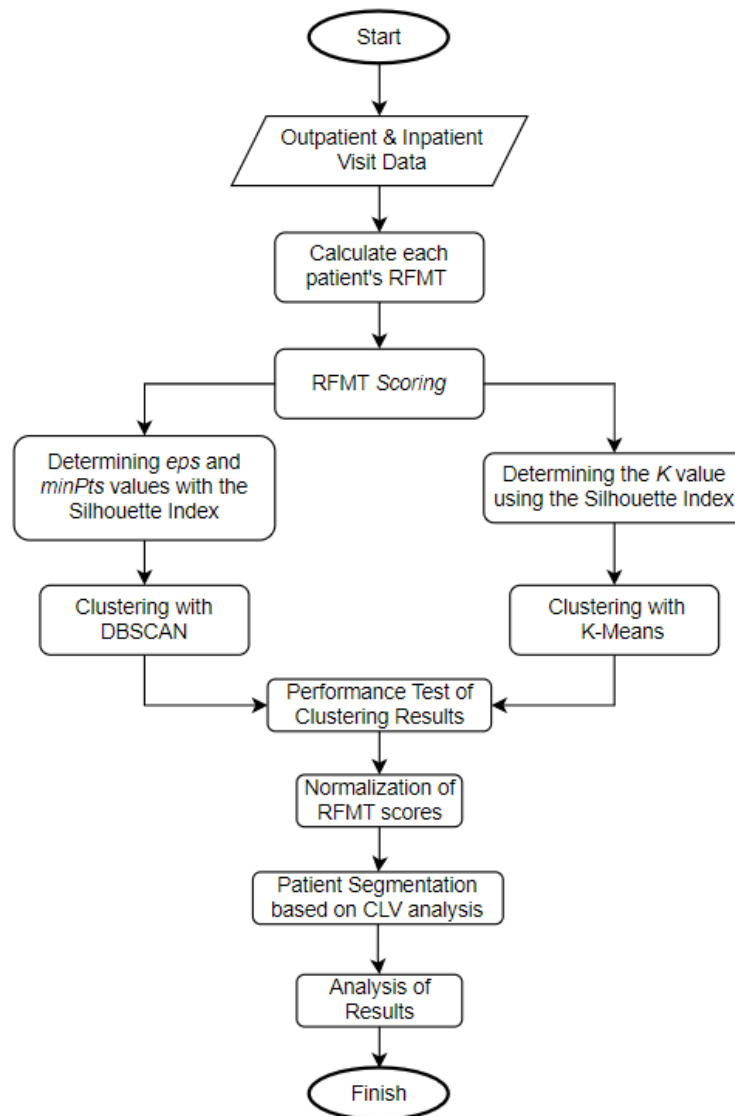 Start
Outpatient & Inpatient
Visit Data
Calculate each
patient's RFMT
RFMT Scoring
Determining eps and
minPts values with the
Silhouette Index
Determining the K value
using the Silhouette Index
Clustering with
DBSCAN
Clustering with
K-Means
Performance Test of
Clustering Results
Normalization of
RFMT scores
Patient Segmentation
based on CLV analysis
Analysis of
Results
Finish